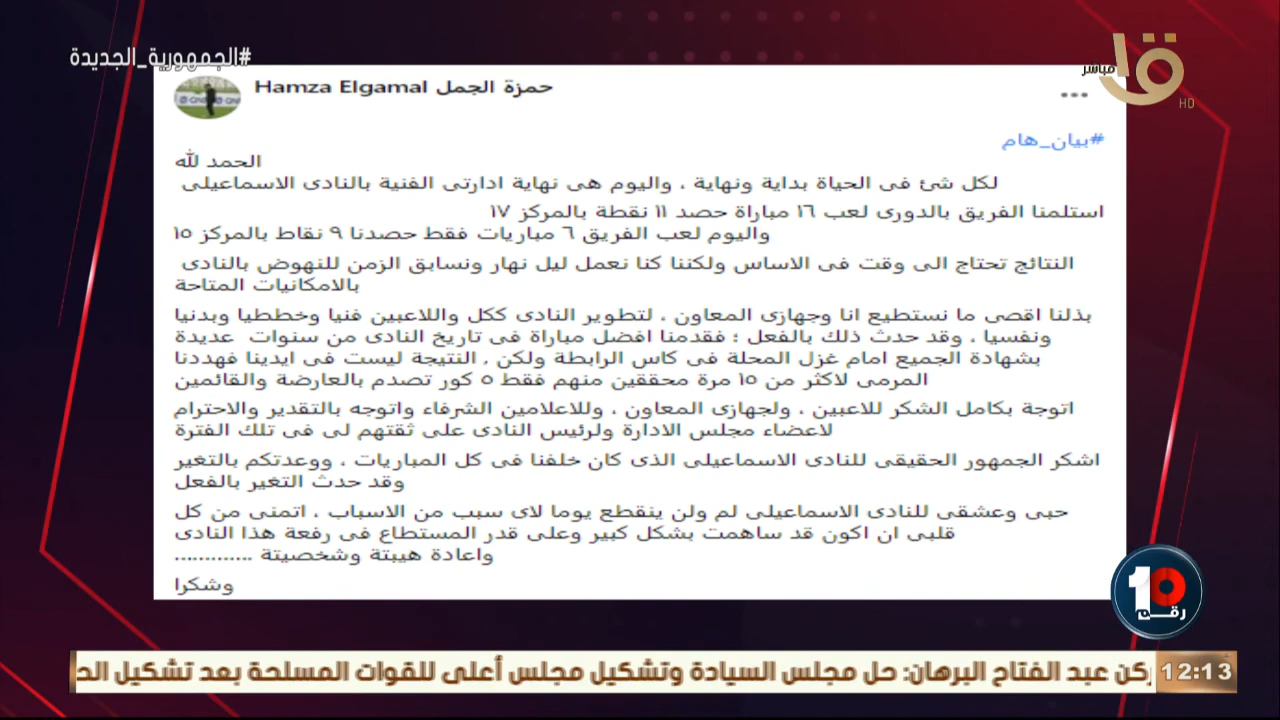 #الجمهورية_الجديدة
مباشر
HD
Hamza Elgamal حمزة الجمل
#بيان_هام
الحمد لله
لكل شئ فى الحياة بداية ونهاية ، واليوم هى نهاية ادارتى الفنية بالنادى الاسماعيلى
استلمنا الفريق بالدورى لعب ١٦ مباراة حصد ١١ نقطة بالمركز ١٧
واليوم لعب الفريق ٦ مباريات فقط حصدنا ٩ نقاط بالمركز ١٥
النتائج تحتاج الى وقت فى الاساس ولكننا كنا نعمل ليل نهار ونسابق الزمن للنهوض بالنادى
بالامكانيات المتاحة
بذلنا اقصى ما نستطيع انا وجهازى المعاون ، لتطوير النادى ككل واللاعبين فنيا وخططيا وبدنيا
ونفسيا ، وقد حدث ذلك بالفعل ؛ فقدمنا افضل مباراة فى تاريخ النادى من سنوات عديدة
بشهادة الجميع امام غزل المحلة فى كاس الرابطة ولكن , النتيجة ليست فى ايدينا فهددنا
المرمى لاكثر من ١٥ مرة محققين منهم فقط ٥ كور تصدم بالعارضة والقائمين
اتوجة بكامل الشكر للاعبين ، ولجهازى المعاون ، وللاعلامين الشرفاء واتوجه بالتقدير والاحترام
لاعضاء مجلس الادارة ولرئيس النادى على ثقتهم لى فى تلك الفترة
اشكر الجمهور الحقيقى للنادى الاسماعيلى الذى كان خلفنا فى كل المباريات ، ووعدتكم بالتغير
وقد حدث التغير بالفعل
حبى وعشقى للنادى الاسماعيلى لم ولن ينقطع يوما لاى سبب من الاسباب ، اتمنى من كل
قلبى ان اكون قد ساهمت بشكل كبير وعلى قدر المستطاع فى رفعة هذا النادى
واعادة هيبتة وشخصيتة .............
وشكرا
رقم 10
12:13 ركن عبد الفتاح البرهان: حل مجلس السيادة وتشكيل مجلس أعلى للقوات المسلحة بعد تشكيل الح